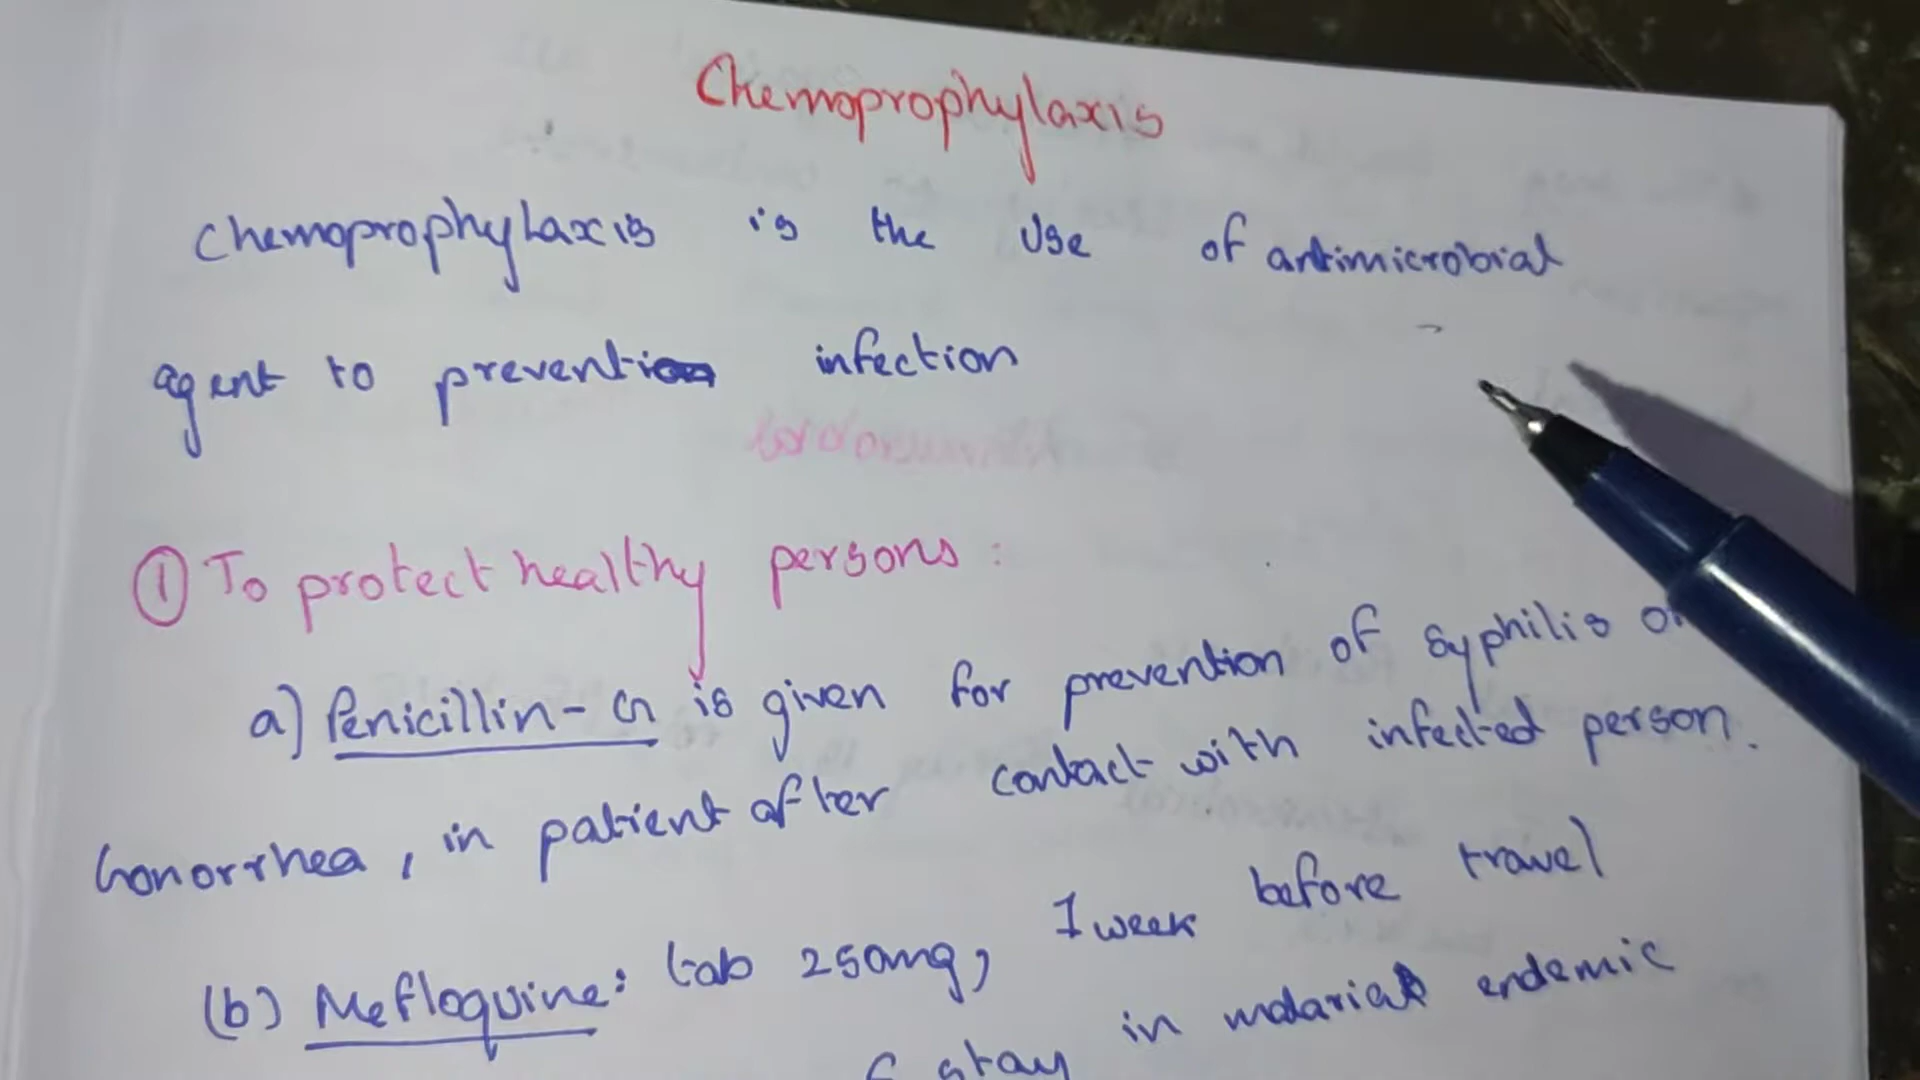 Chemoprophylaxis
Chemoprophylaxis is the Use of antimicrobial
agent to preventi infection
① To protect healthy persons :
a) Penicillin-G is given for prevention of syphilis or
Gonorrhea, in patient after contact with infected person.
(b) Mefloquine: tab 250mg, 1 week before travel
stay in malarial endemic